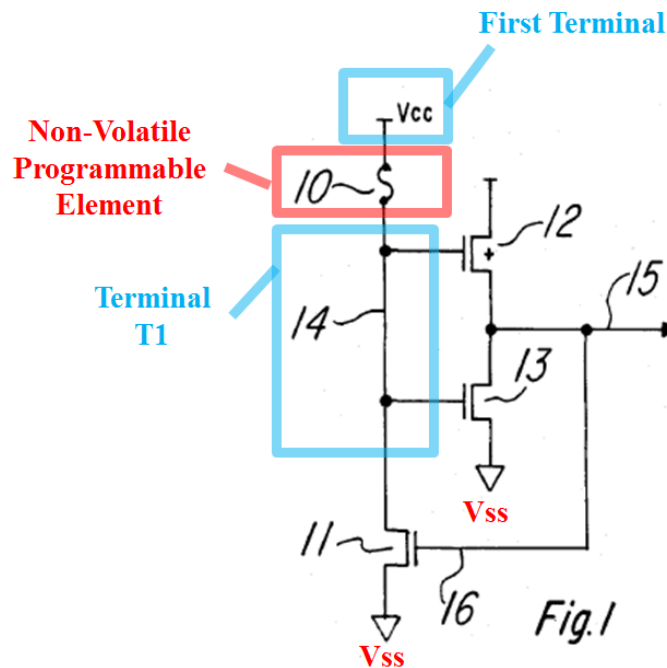 First Terminal
Vcc
Non-Volatile
Programmable
Element
10
12
Terminal
T1
14
15
13
Vss
11
16
Fig.1
Vss